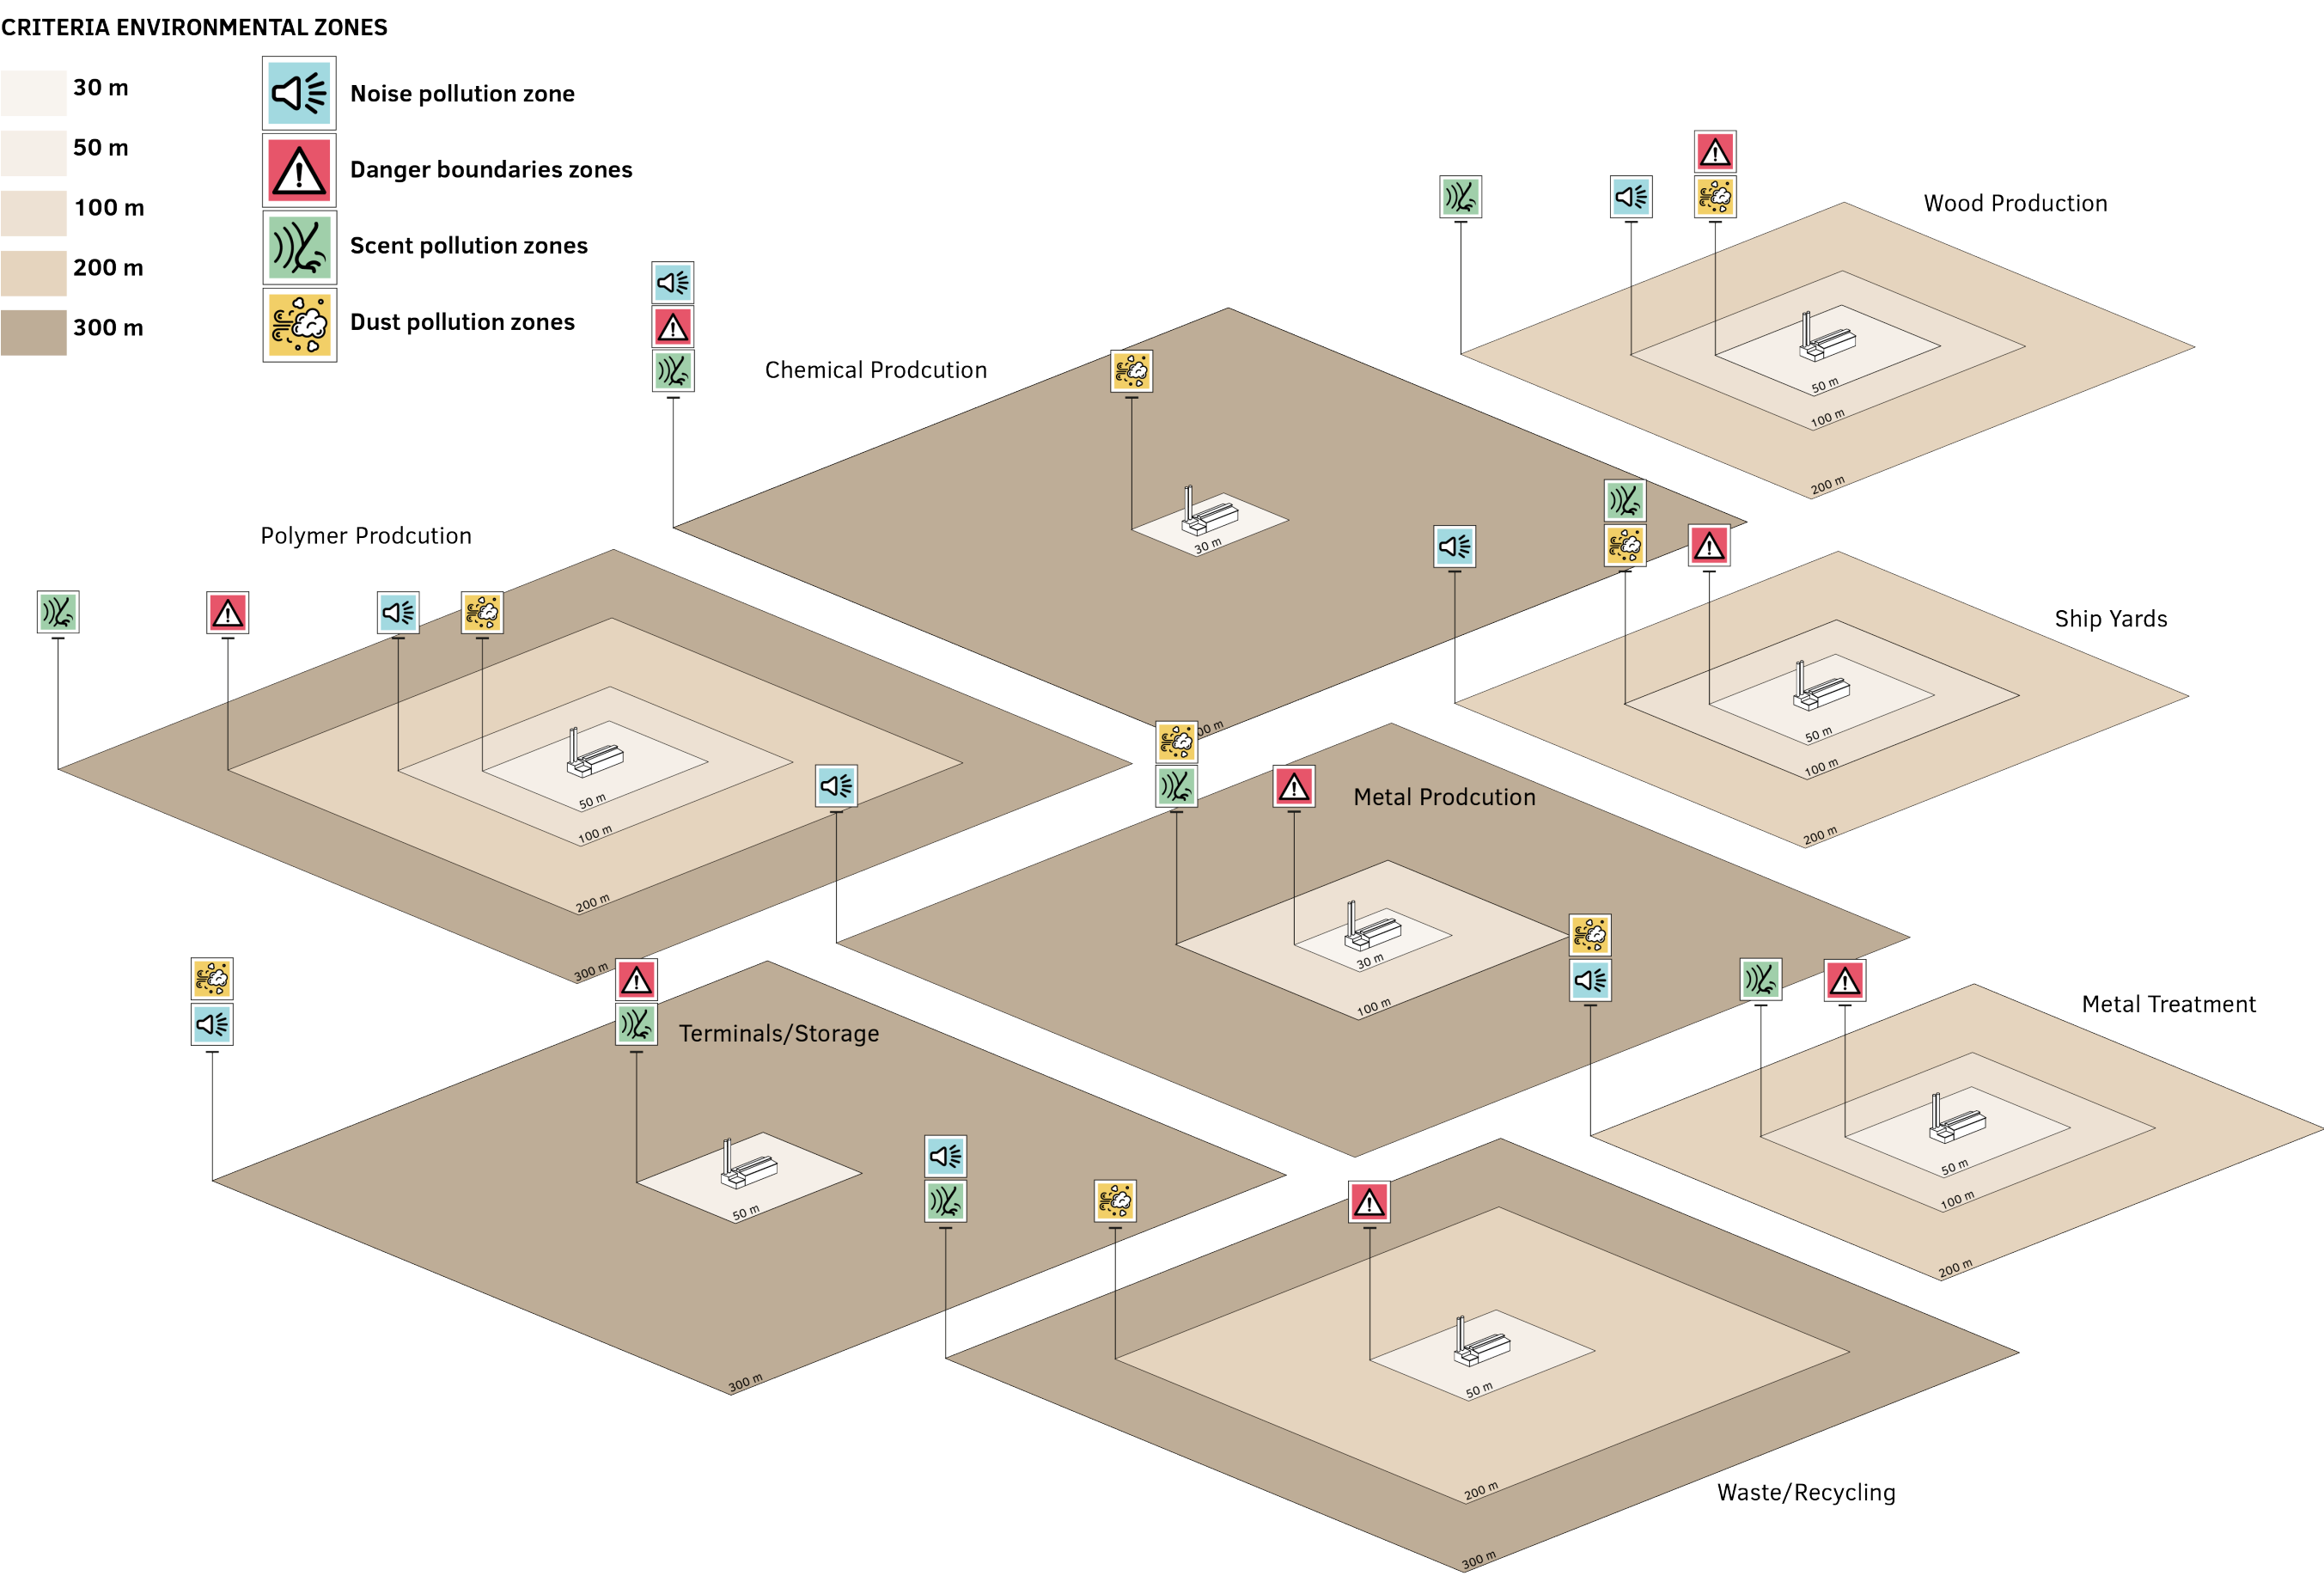 CRITERIA ENVIRONMENTAL ZONES
30 m
50 m
100 m
200 m
300 m
Noise pollution zone
Danger boundaries zones
Scent pollution zones
Dust pollution zones
Wood Production
50 m
100 m
200 m
Chemical Prodcution
30 m
00 m
Polymer Prodcution
50 m
100 m
200 m
300 m
Ship Yards
50 m
100 m
200 m
Metal Prodcution
30 m
100 m
Terminals/Storage
50 m
300 m
Metal Treatment
50 m
100 m
200 m
50 m
200 m
300 m
Waste/Recycling